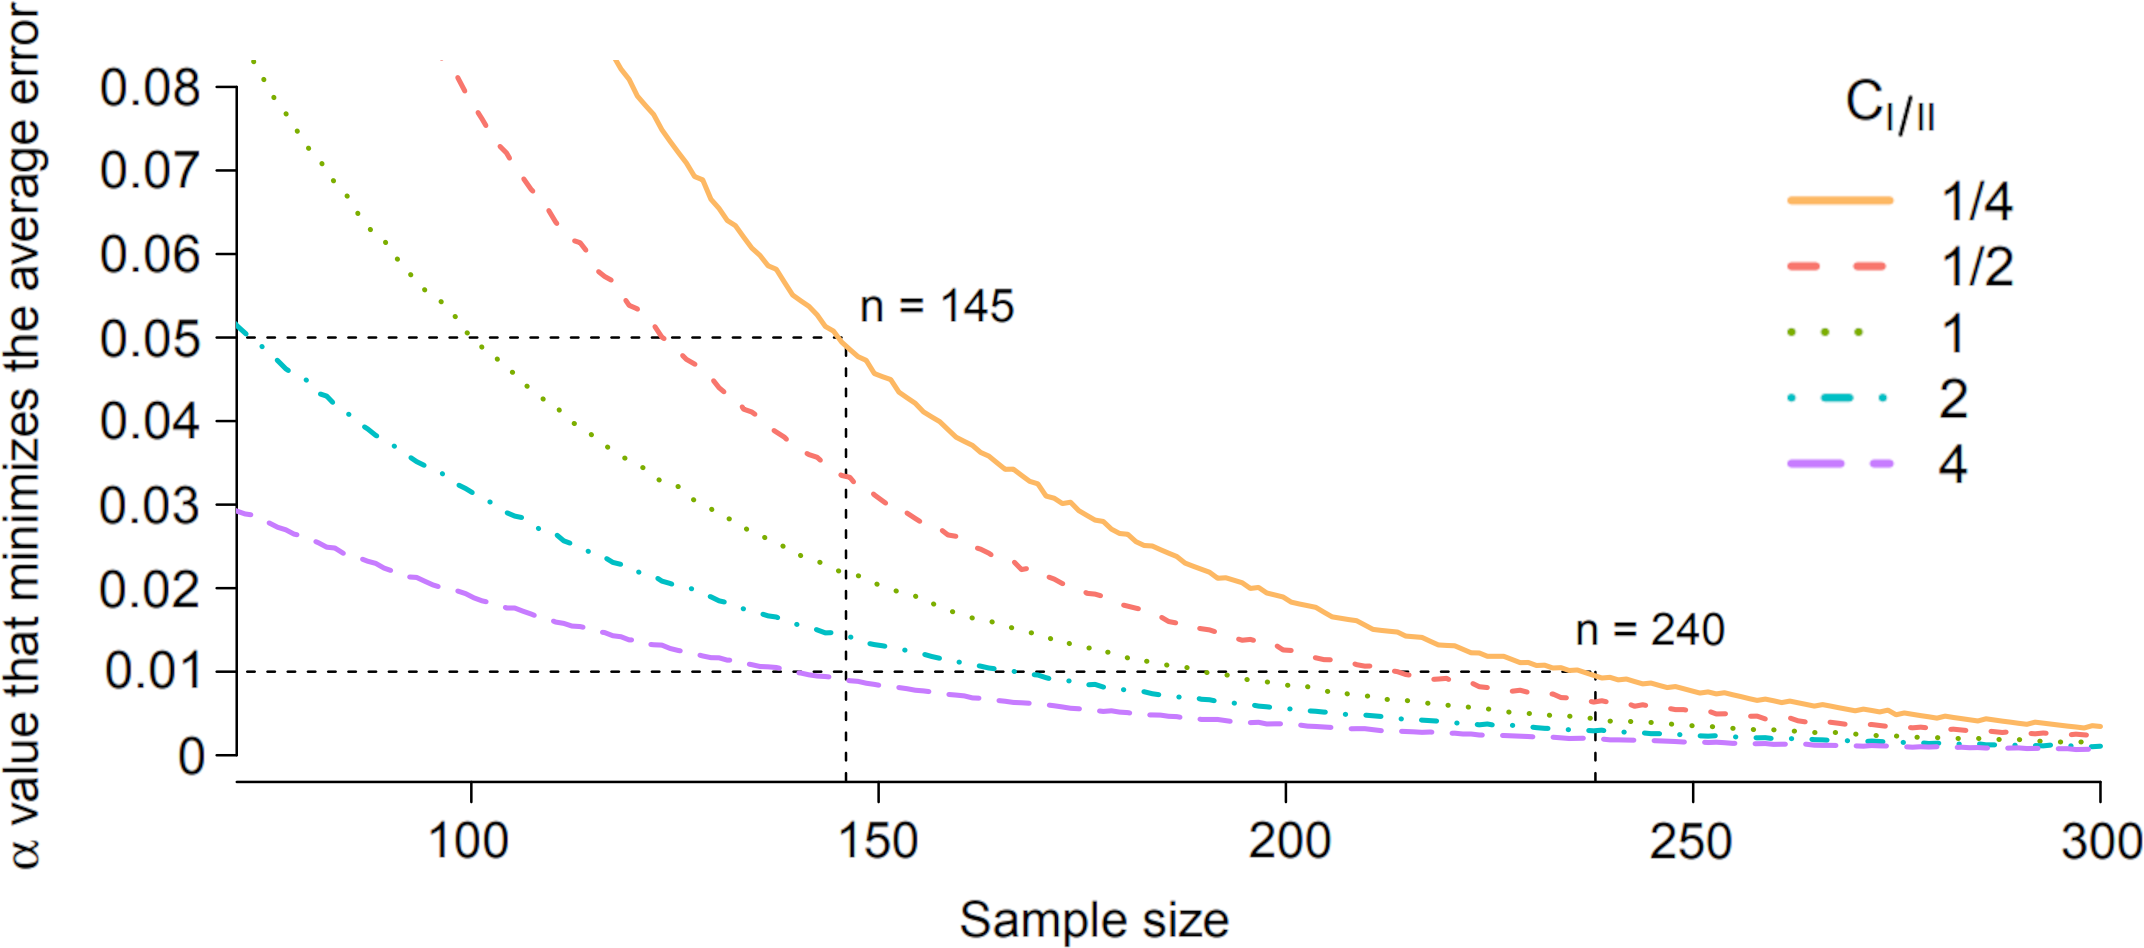 α value that minimizes the average error
0.08
0.07
0.06
0.05
0.04
0.03
0.02
0.01
0
n = 145
n = 240
C_I/II
1/4
1/2
1
2
4
100 150 200 250 300
Sample size